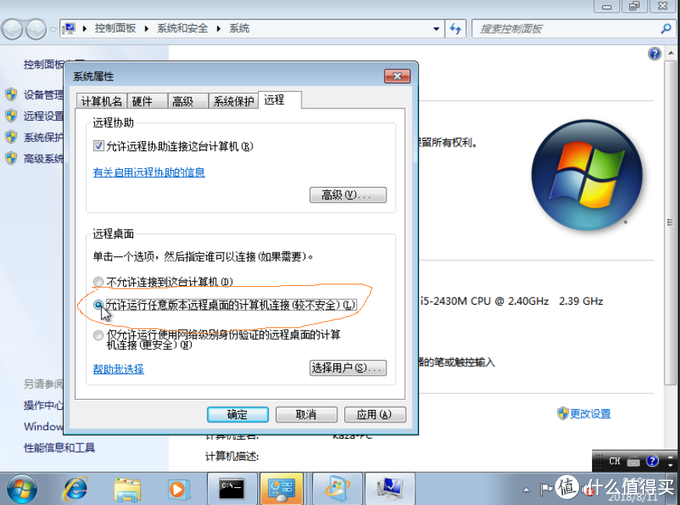 控制面板
系统和安全
系统
搜索控制面板
控制面板
设备管理
远程设置
系统保护
高级系统
系统属性
计算机名
硬件
高级
系统保护
远程
远程协助
允许远程协助连接这台计算机(R)
有关启用远程协助的信息
高级(V)...
远程桌面
单击一个选项，然后指定谁可以连接(如果需要)。
不允许连接到这台计算机(D)
允许运行任意版本远程桌面的计算机连接(较不安全)(L)
仅允许运行使用网络级别身份验证的远程桌面的计算
机连接(更安全)(N)
帮助我选择
选择用户(S)...
确定
取消
应用(A)
留所有权利。
i5-2430M CPU @ 2.40GHz 2.39 GHz
的笔或触控输入
更改设置
另请参阅
操作中心
Window
性能信息和工具
kaza-PC
计算机描述:
CH
2018/8/11
值 什么值得买